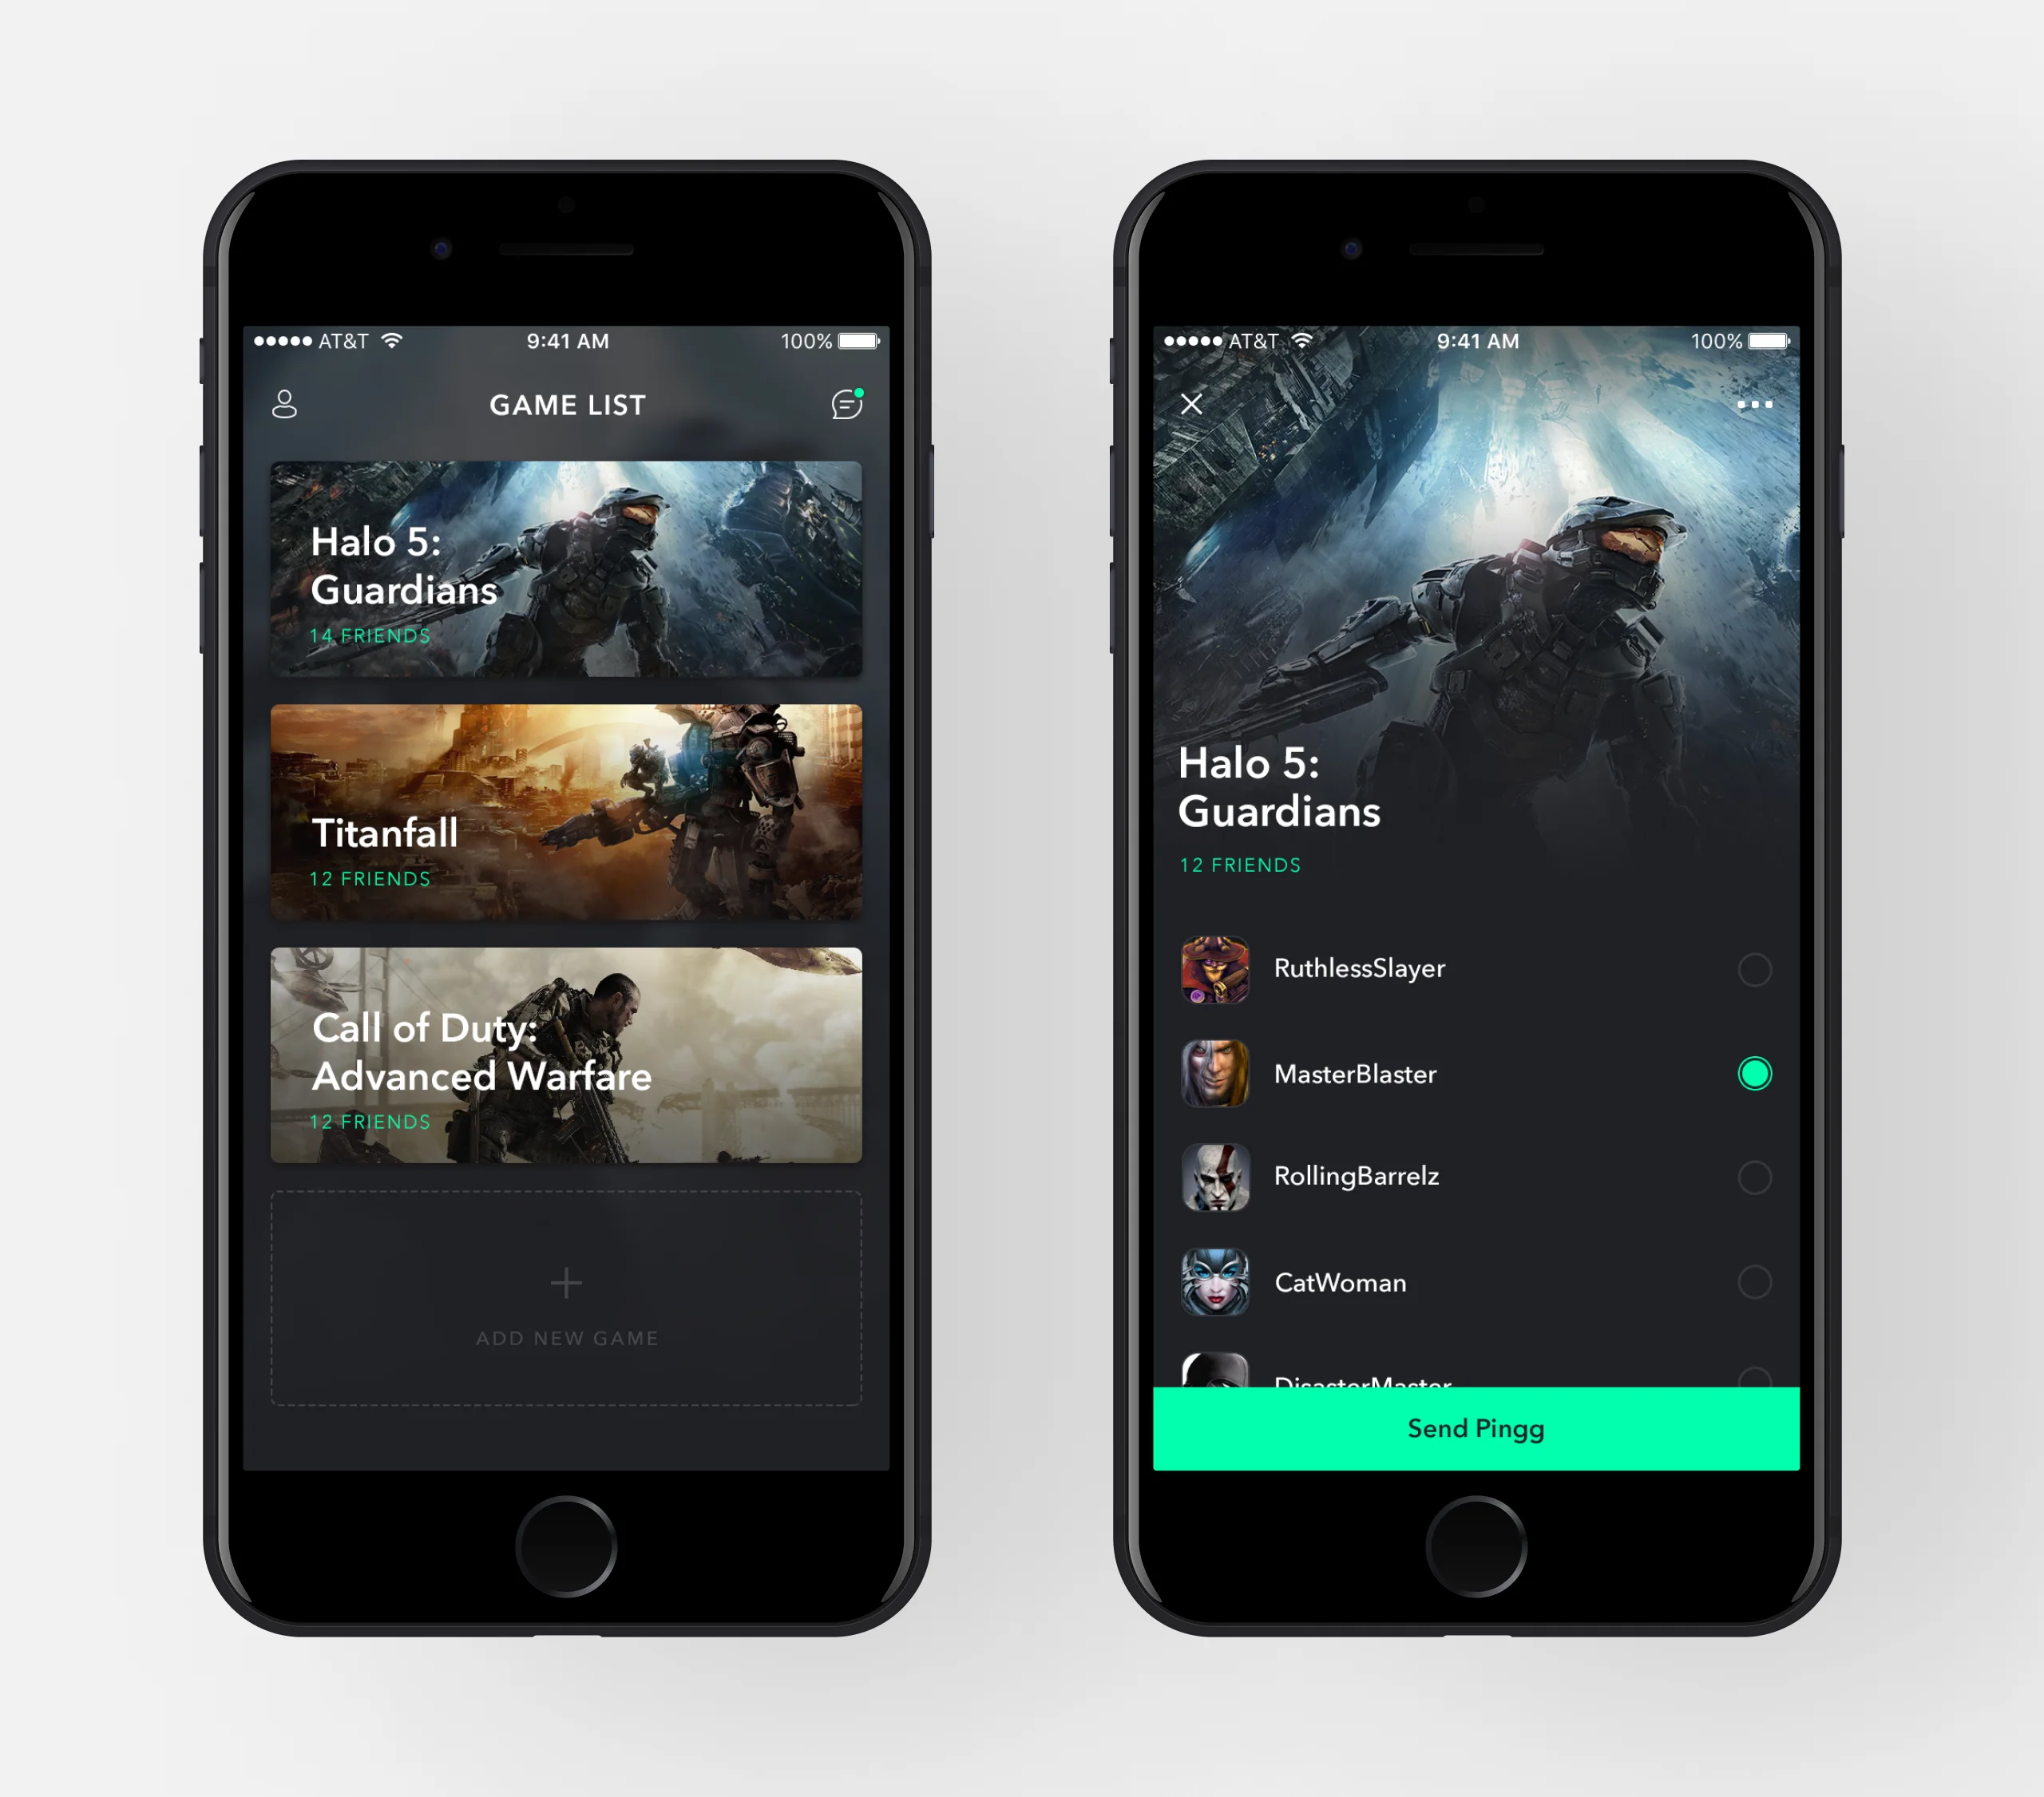 AT&T 9:41 AM 100%
GAME LIST
Halo 5:
Guardians
14 FRIENDS
Titanfall
12 FRIENDS
Call of Duty:
Advanced Warfare
12 FRIENDS
+
ADD NEW GAME
AT&T 9:41 AM 100%
Halo 5:
Guardians
12 FRIENDS
RuthlessSlayer
MasterBlaster
RollingBarrelz
CatWoman
DisasterMaster
Send Pingg